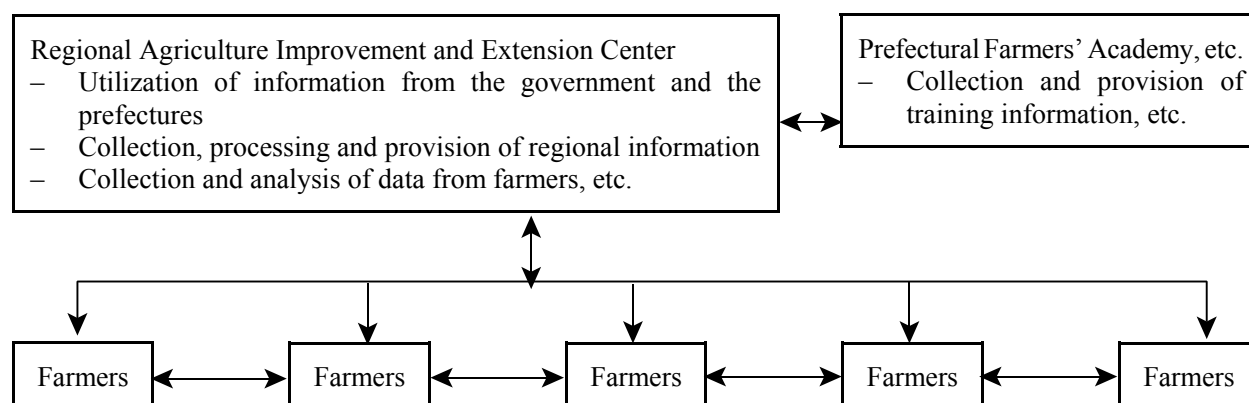 Regional Agriculture Improvement and Extension Center
– Utilization of information from the government and the
prefectures
– Collection, processing and provision of regional information
– Collection and analysis of data from farmers, etc.
Prefectural Farmers’ Academy, etc.
– Collection and provision of
training information, etc.
Farmers
Farmers
Farmers
Farmers
Farmers